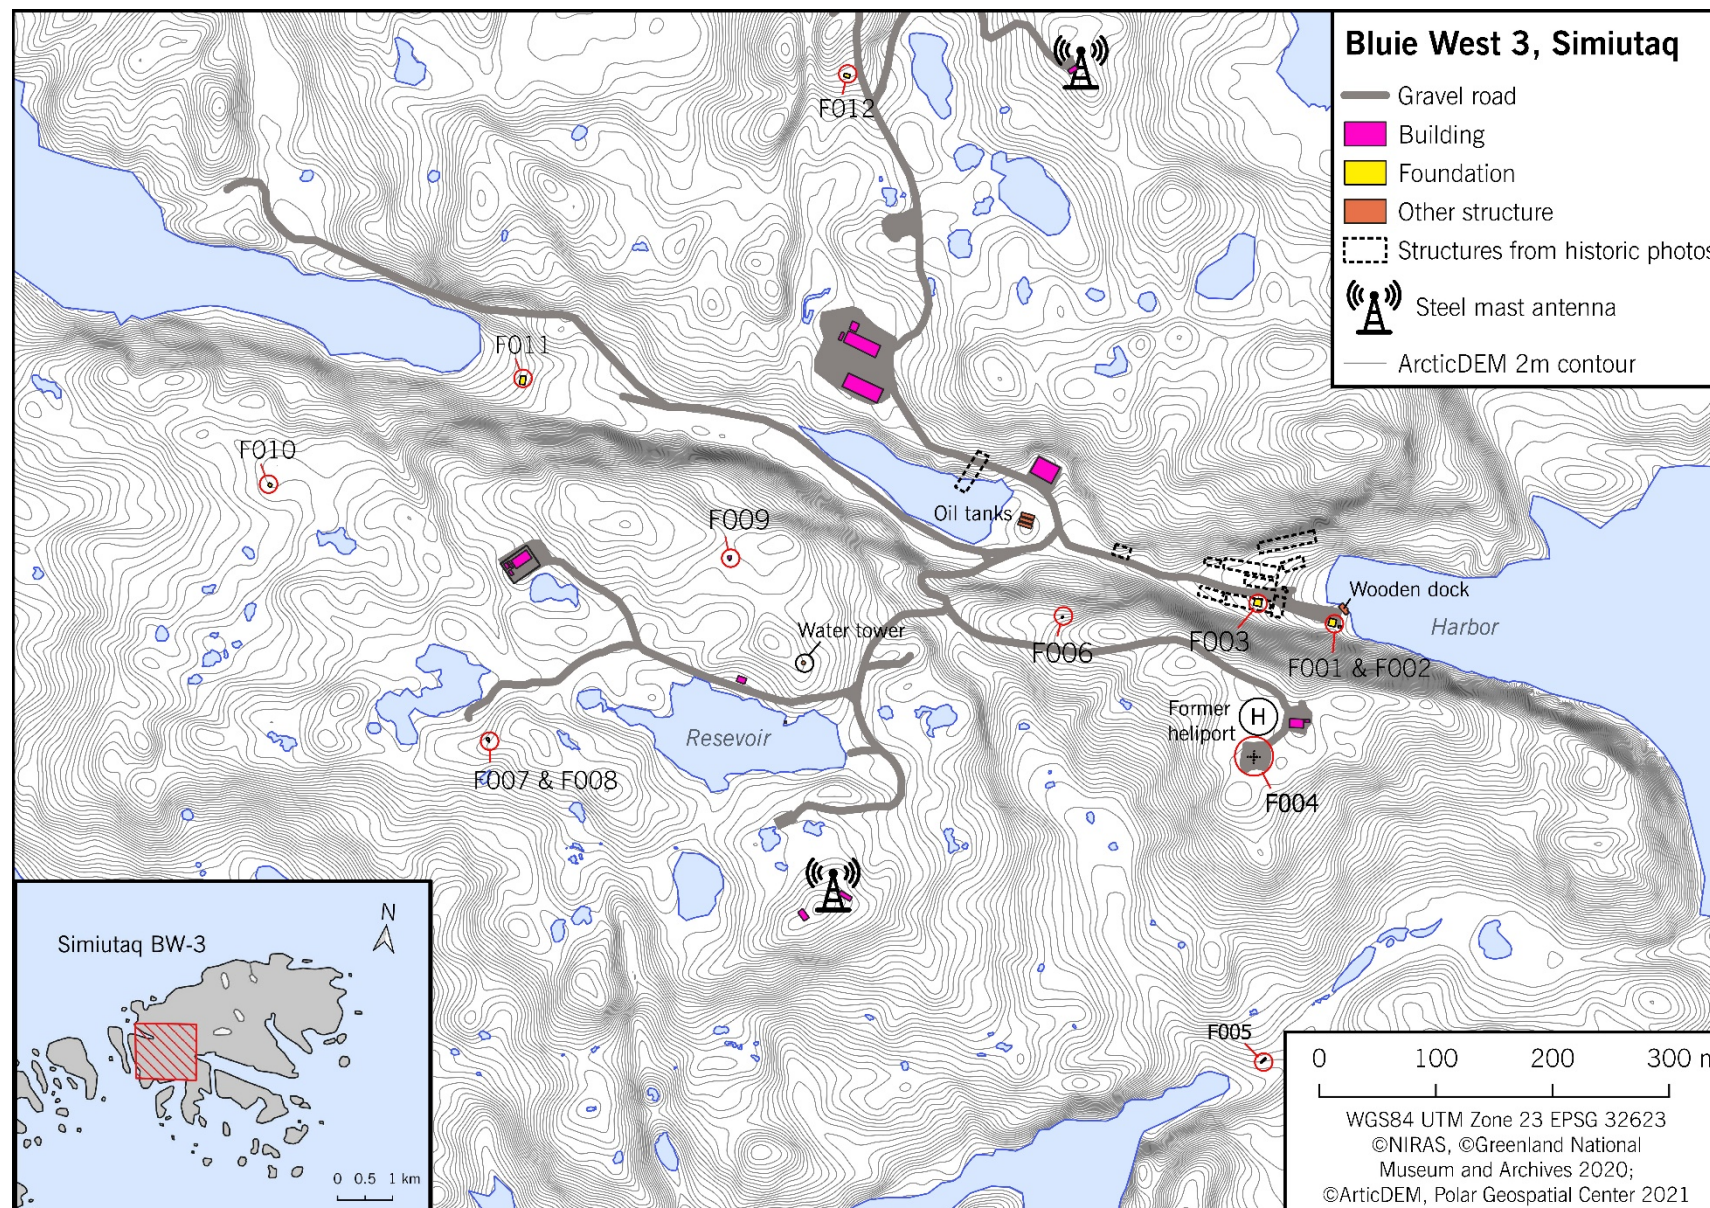 Bluie West 3, Simiutaq
Gravel road
Building
Foundation
Other structure
Structures from historic photos
Steel mast antenna
ArcticDEM 2m contour
F012
F011
F010
F009
Oil tanks
Wooden dock
Harbor
F003
F001 & F002
F006
Water tower
Former
heliport
H
Resevoir
F007 & F008
F004
F005
N
Simiutaq BW-3
0 0.5 1 km
0 100 200 300 m
WGS84 UTM Zone 23 EPSG 32623
©NIRAS, ©Greenland National
Museum and Archives 2020;
©ArticDEM, Polar Geospatial Center 2021